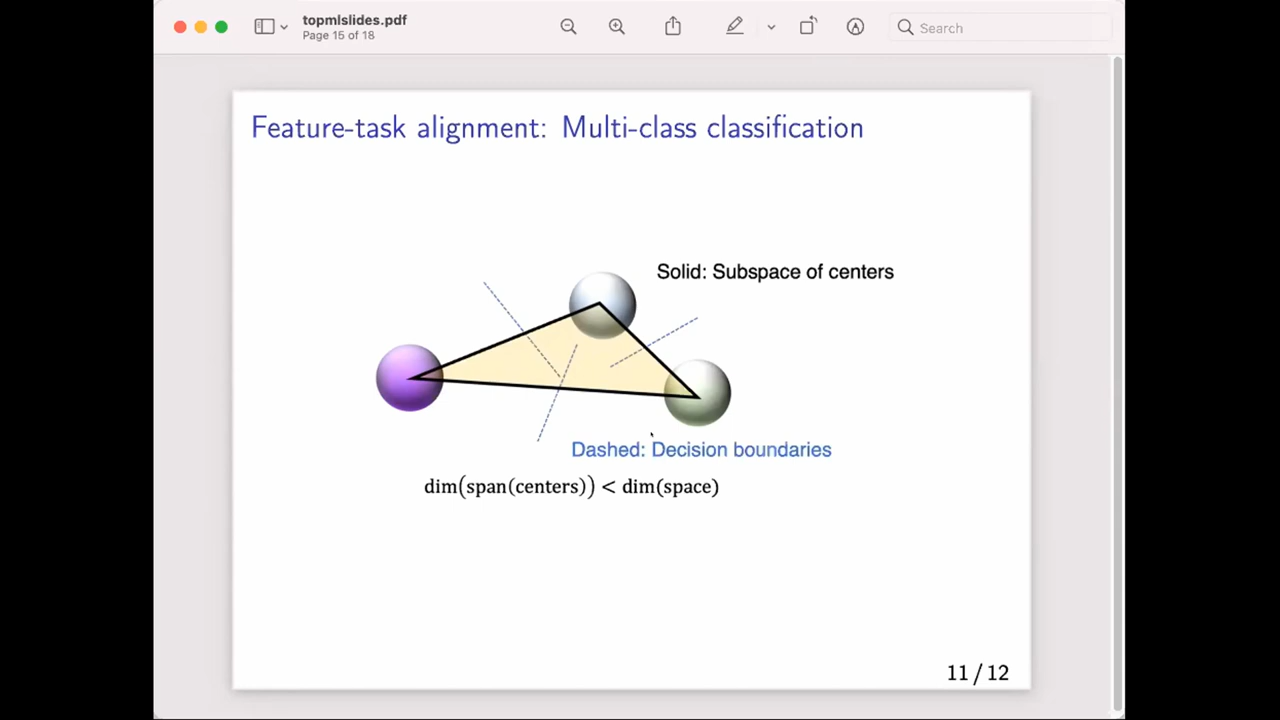 topmlslides.pdf
Page 15 of 18
Search
Feature-task alignment: Multi-class classification
Solid: Subspace of centers
Dashed: Decision boundaries
dim(span(centers)) < dim(space)
11 / 12